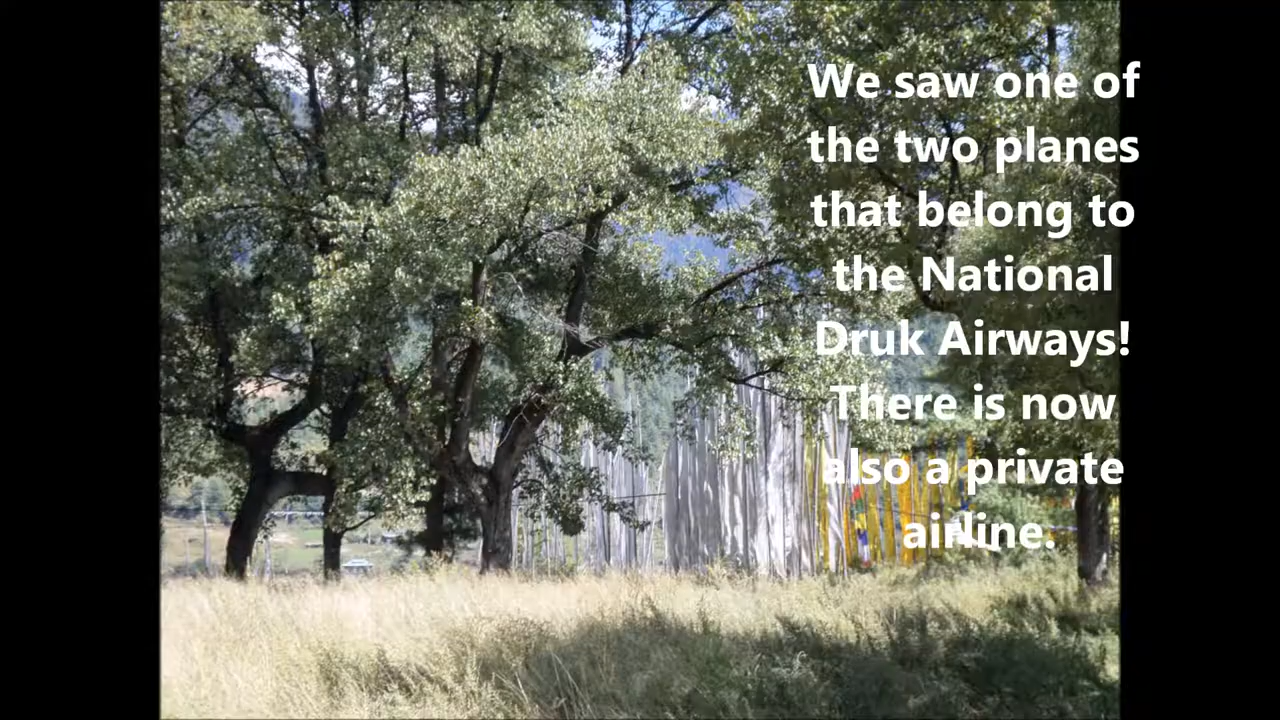 We saw one of
the two planes
that belong to
the National
Druk Airways!
There is now
also a private
airline.